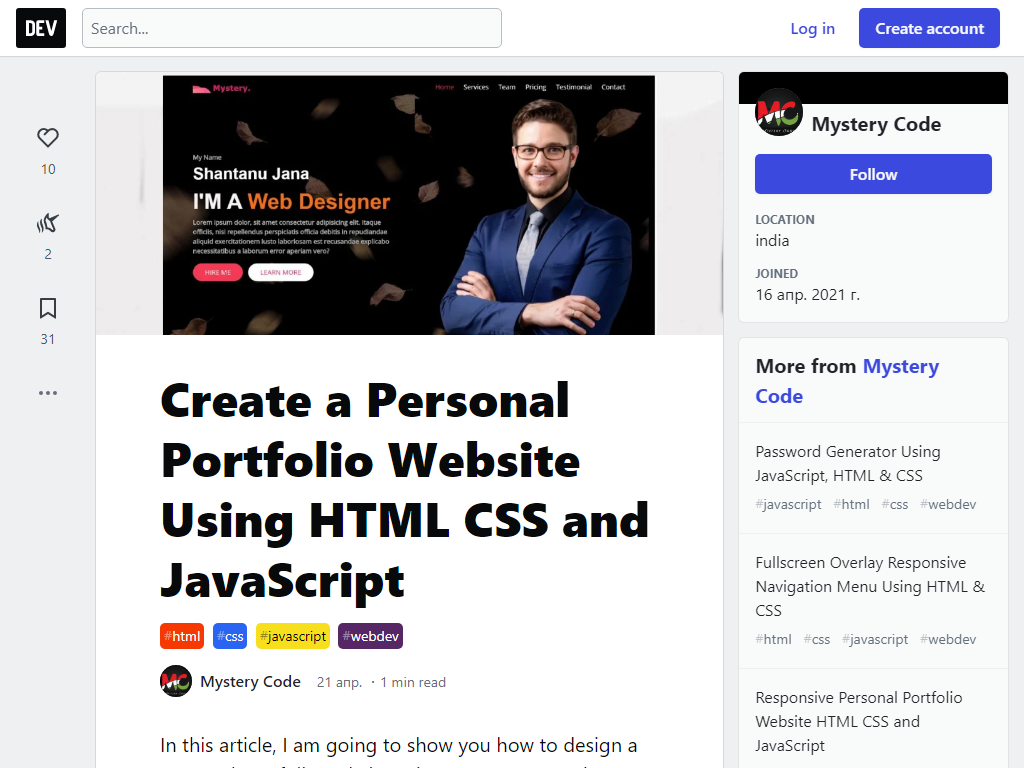 DEV
Search...
Log in
Create account
10
2
31
Mystery.
Home Services Team Pricing Testimonial Contact
My Name
Shantanu Jana
I'M A Web Designer
Lorem ipsum dolor, sit amet consectetur adipisicing elit. Itaque
officiis, nisi repellendus perspiciatis officia debitis in repudiandae
aliquid exercitationem iusto laboriosam est recusandae explicabo
necessitatibus a laborum error aperiam vero?
HIRE ME
LEARN MORE
Create a Personal
Portfolio Website
Using HTML CSS and
JavaScript
#html #css #javascript #webdev
Mystery Code 21 апр. · 1 min read
In this article, I am going to show you how to design a
MC
Mystery Code
Follow
LOCATION
india
JOINED
16 апр. 2021 г.
More from Mystery
Code
Password Generator Using
JavaScript, HTML & CSS
#javascript #html #css #webdev
Fullscreen Overlay Responsive
Navigation Menu Using HTML &
CSS
#html #css #javascript #webdev
Responsive Personal Portfolio
Website HTML CSS and
JavaScript